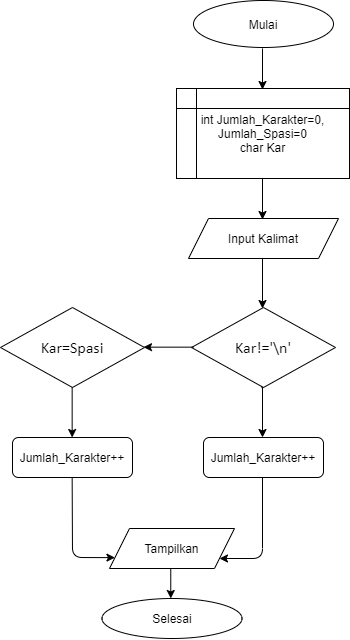 Mulai
int Jumlah_Karakter=0,
Jumlah_Spasi=0
char Kar
Input Kalimat
Kar=Spasi
Kar!='\n'
Jumlah_Karakter++
Jumlah_Karakter++
Tampilkan
Selesai